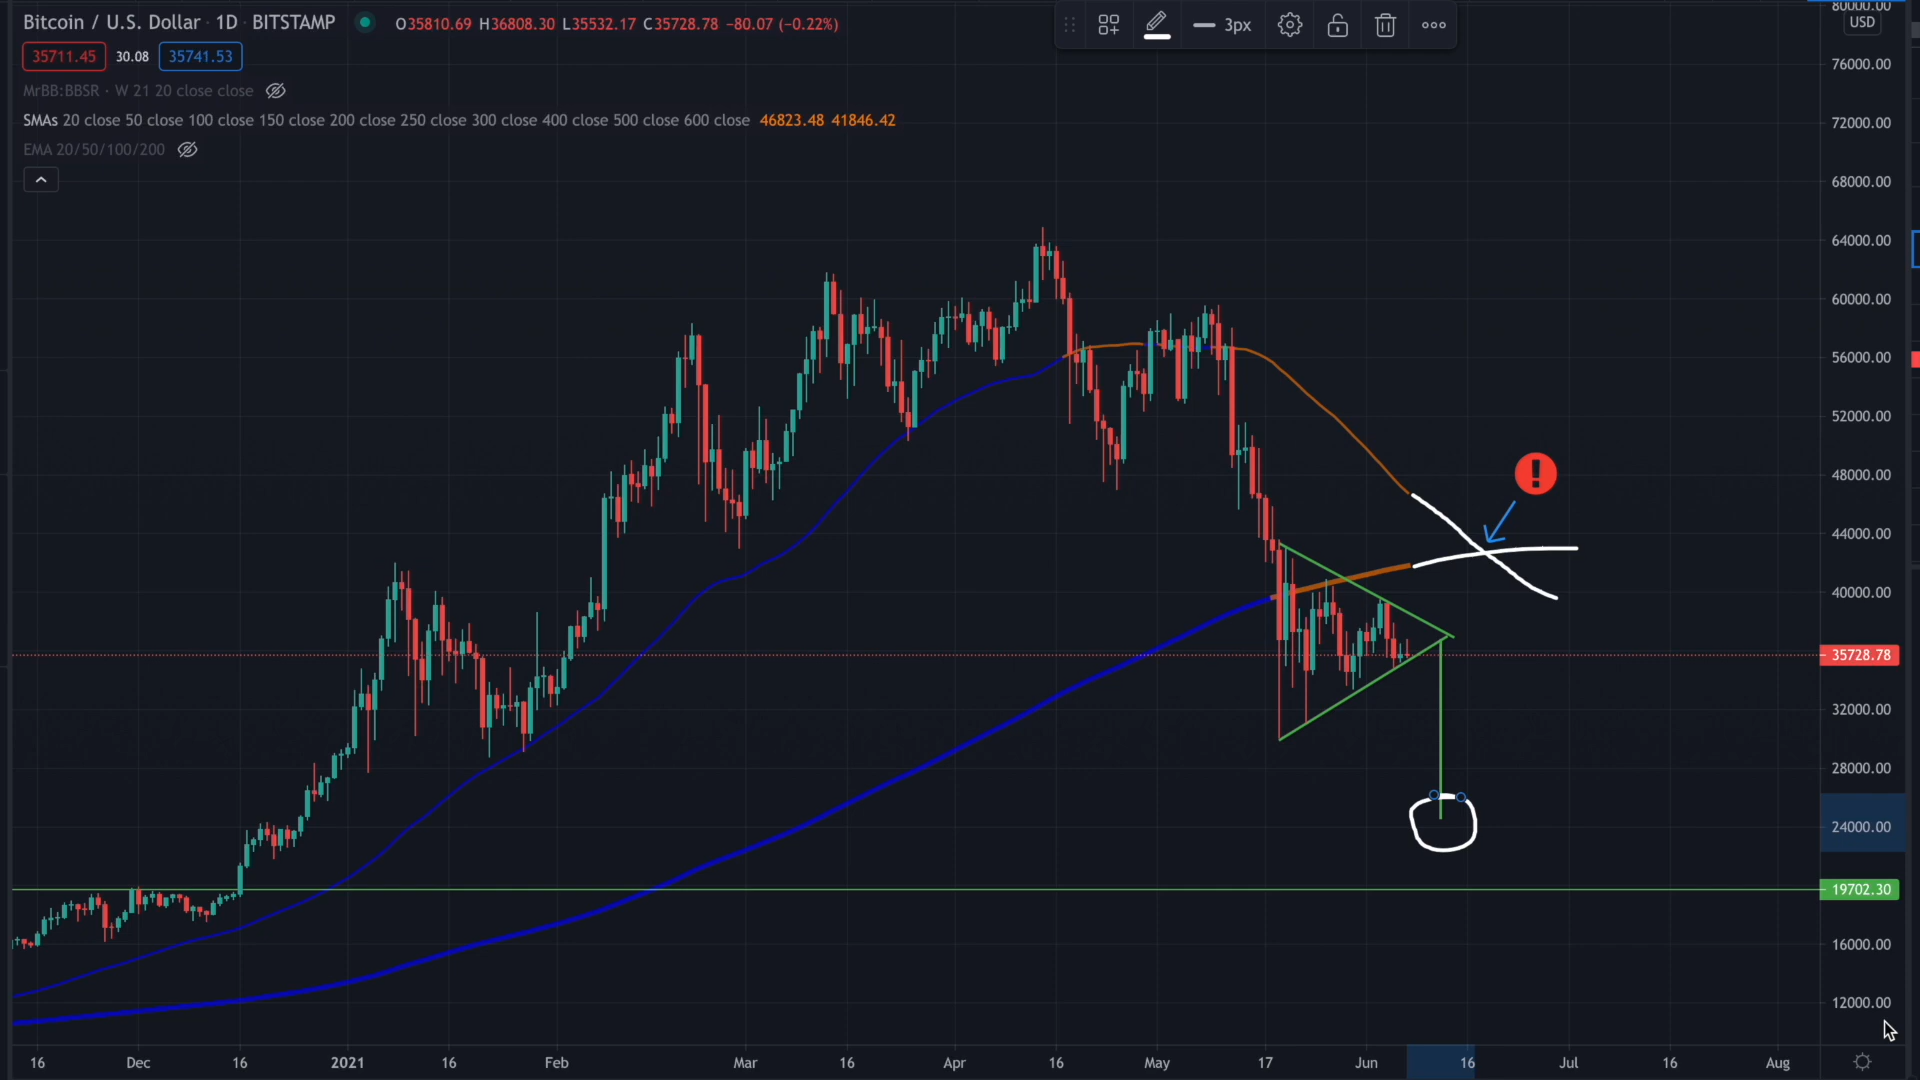 Bitcoin / U.S. Dollar · 1D · BITSTAMP O35810.69 H36808.30 L35532.17 C35728.78 −80.07 (−0.22%)
35711.45 30.08 35741.53
MrBB:BBSR · W 21 20 close close
SMAs 20 close 50 close 100 close 150 close 200 close 250 close 300 close 400 close 500 close 600 close 46823.48 41846.42
EMA 20/50/100/200
3px
80000.00
USD
76000.00
72000.00
68000.00
64000.00
60000.00
56000.00
52000.00
48000.00
44000.00
40000.00
35728.78
32000.00
28000.00
24000.00
19702.30
16000.00
12000.00
!
16 Dec 16 2021 16 Feb Mar 16 Apr 16 May 17 Jun 16 Jul 16 Aug